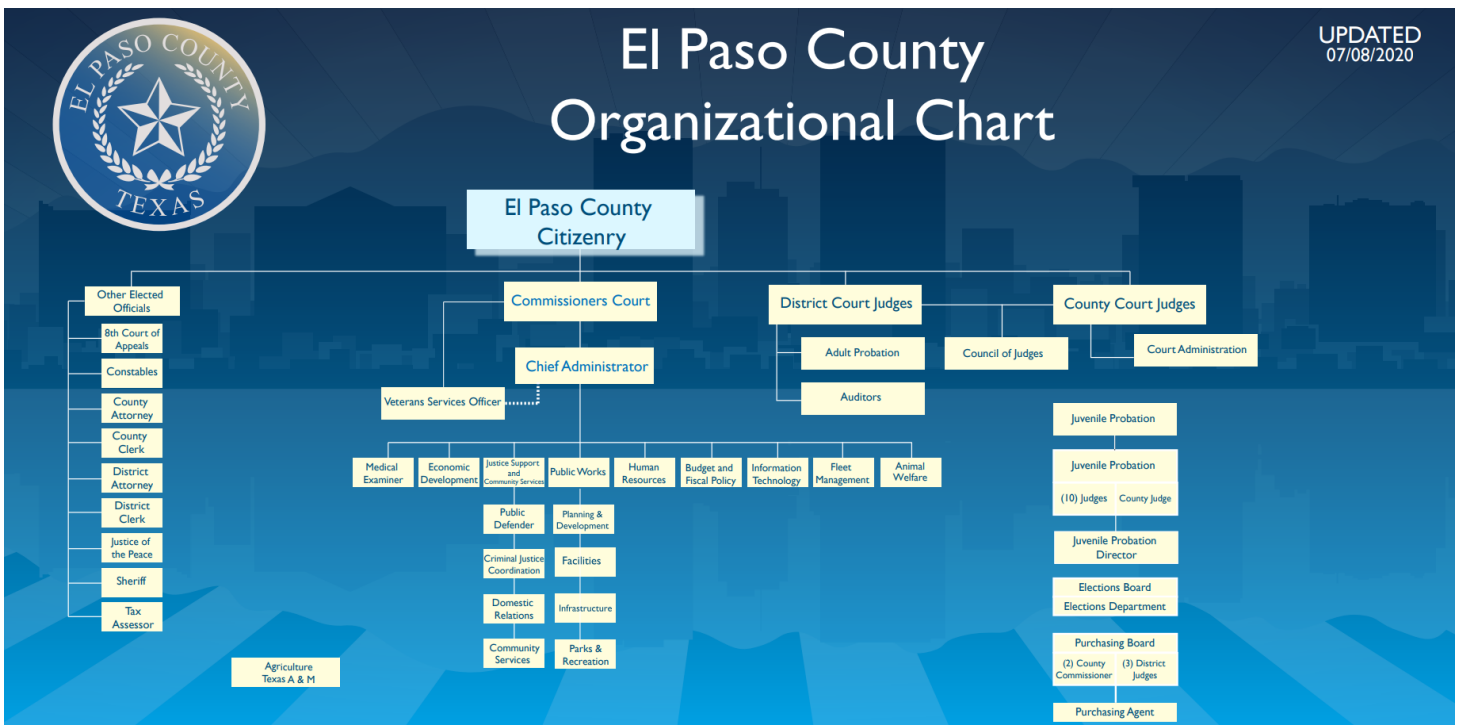 EL PASO COUNTY
TEXAS
El Paso County
Organizational Chart
UPDATED
07/08/2020
El Paso County
Citizenry
Other Elected
Officials
8th Court of
Appeals
Constables
County
Attorney
County
Clerk
District
Attorney
District
Clerk
Justice of
the Peace
Sheriff
Tax
Assessor
Agriculture
Texas A & M
Commissioners Court
Chief Administrator
Veterans Services Officer
Medical
Examiner
Economic
Development
Justice Support
and
Community Services
Public Works
Human
Resources
Budget and
Fiscal Policy
Information
Technology
Fleet
Management
Animal
Welfare
Public
Defender
Criminal Justice
Coordination
Domestic
Relations
Community
Services
Planning &
Development
Facilities
Infrastructure
Parks &
Recreation
District Court Judges
Adult Probation
Auditors
Council of Judges
County Court Judges
Court Administration
Juvenile Probation
Juvenile Probation
(10) Judges County Judge
Juvenile Probation
Director
Elections Board
Elections Department
Purchasing Board
(2) County
Commissioner
(3) District
Judges
Purchasing Agent